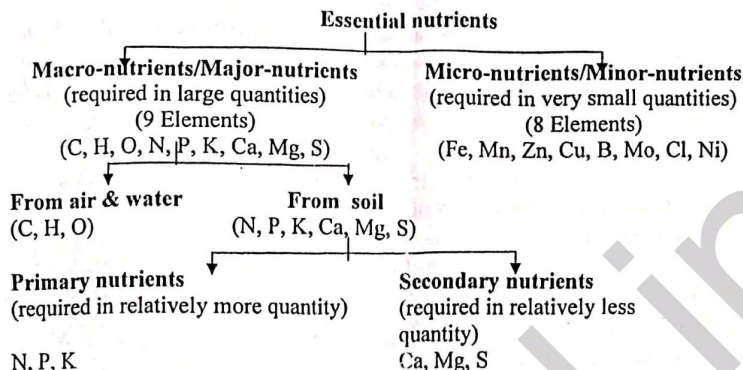 Essential nutrients
Macro-nutrients/Major-nutrients
(required in large quantities)
(9 Elements)
(C, H, O, N, P, K, Ca, Mg, S)
Micro-nutrients/Minor-nutrients
(required in very small quantities)
(8 Elements)
(Fe, Mn, Zn, Cu, B, Mo, Cl, Ni)
From air & water
(C, H, O)
From soil
(N, P, K, Ca, Mg, S)
Primary nutrients
(required in relatively more quantity)
N, P, K
Secondary nutrients
(required in relatively less
quantity)
Ca, Mg, S